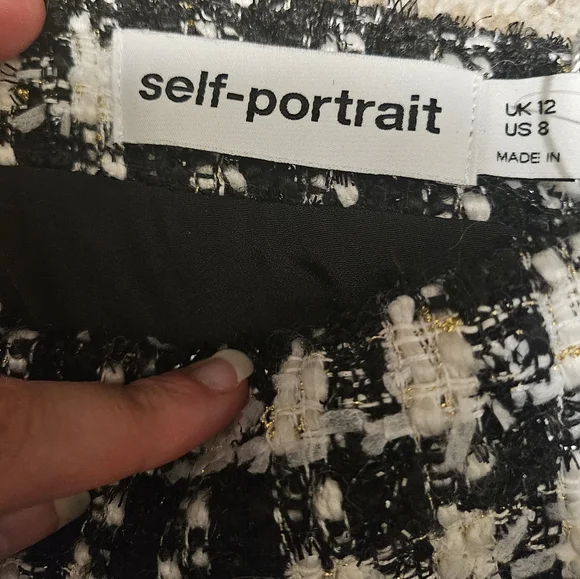 self-portrait
UK 12
US 8
MADE IN